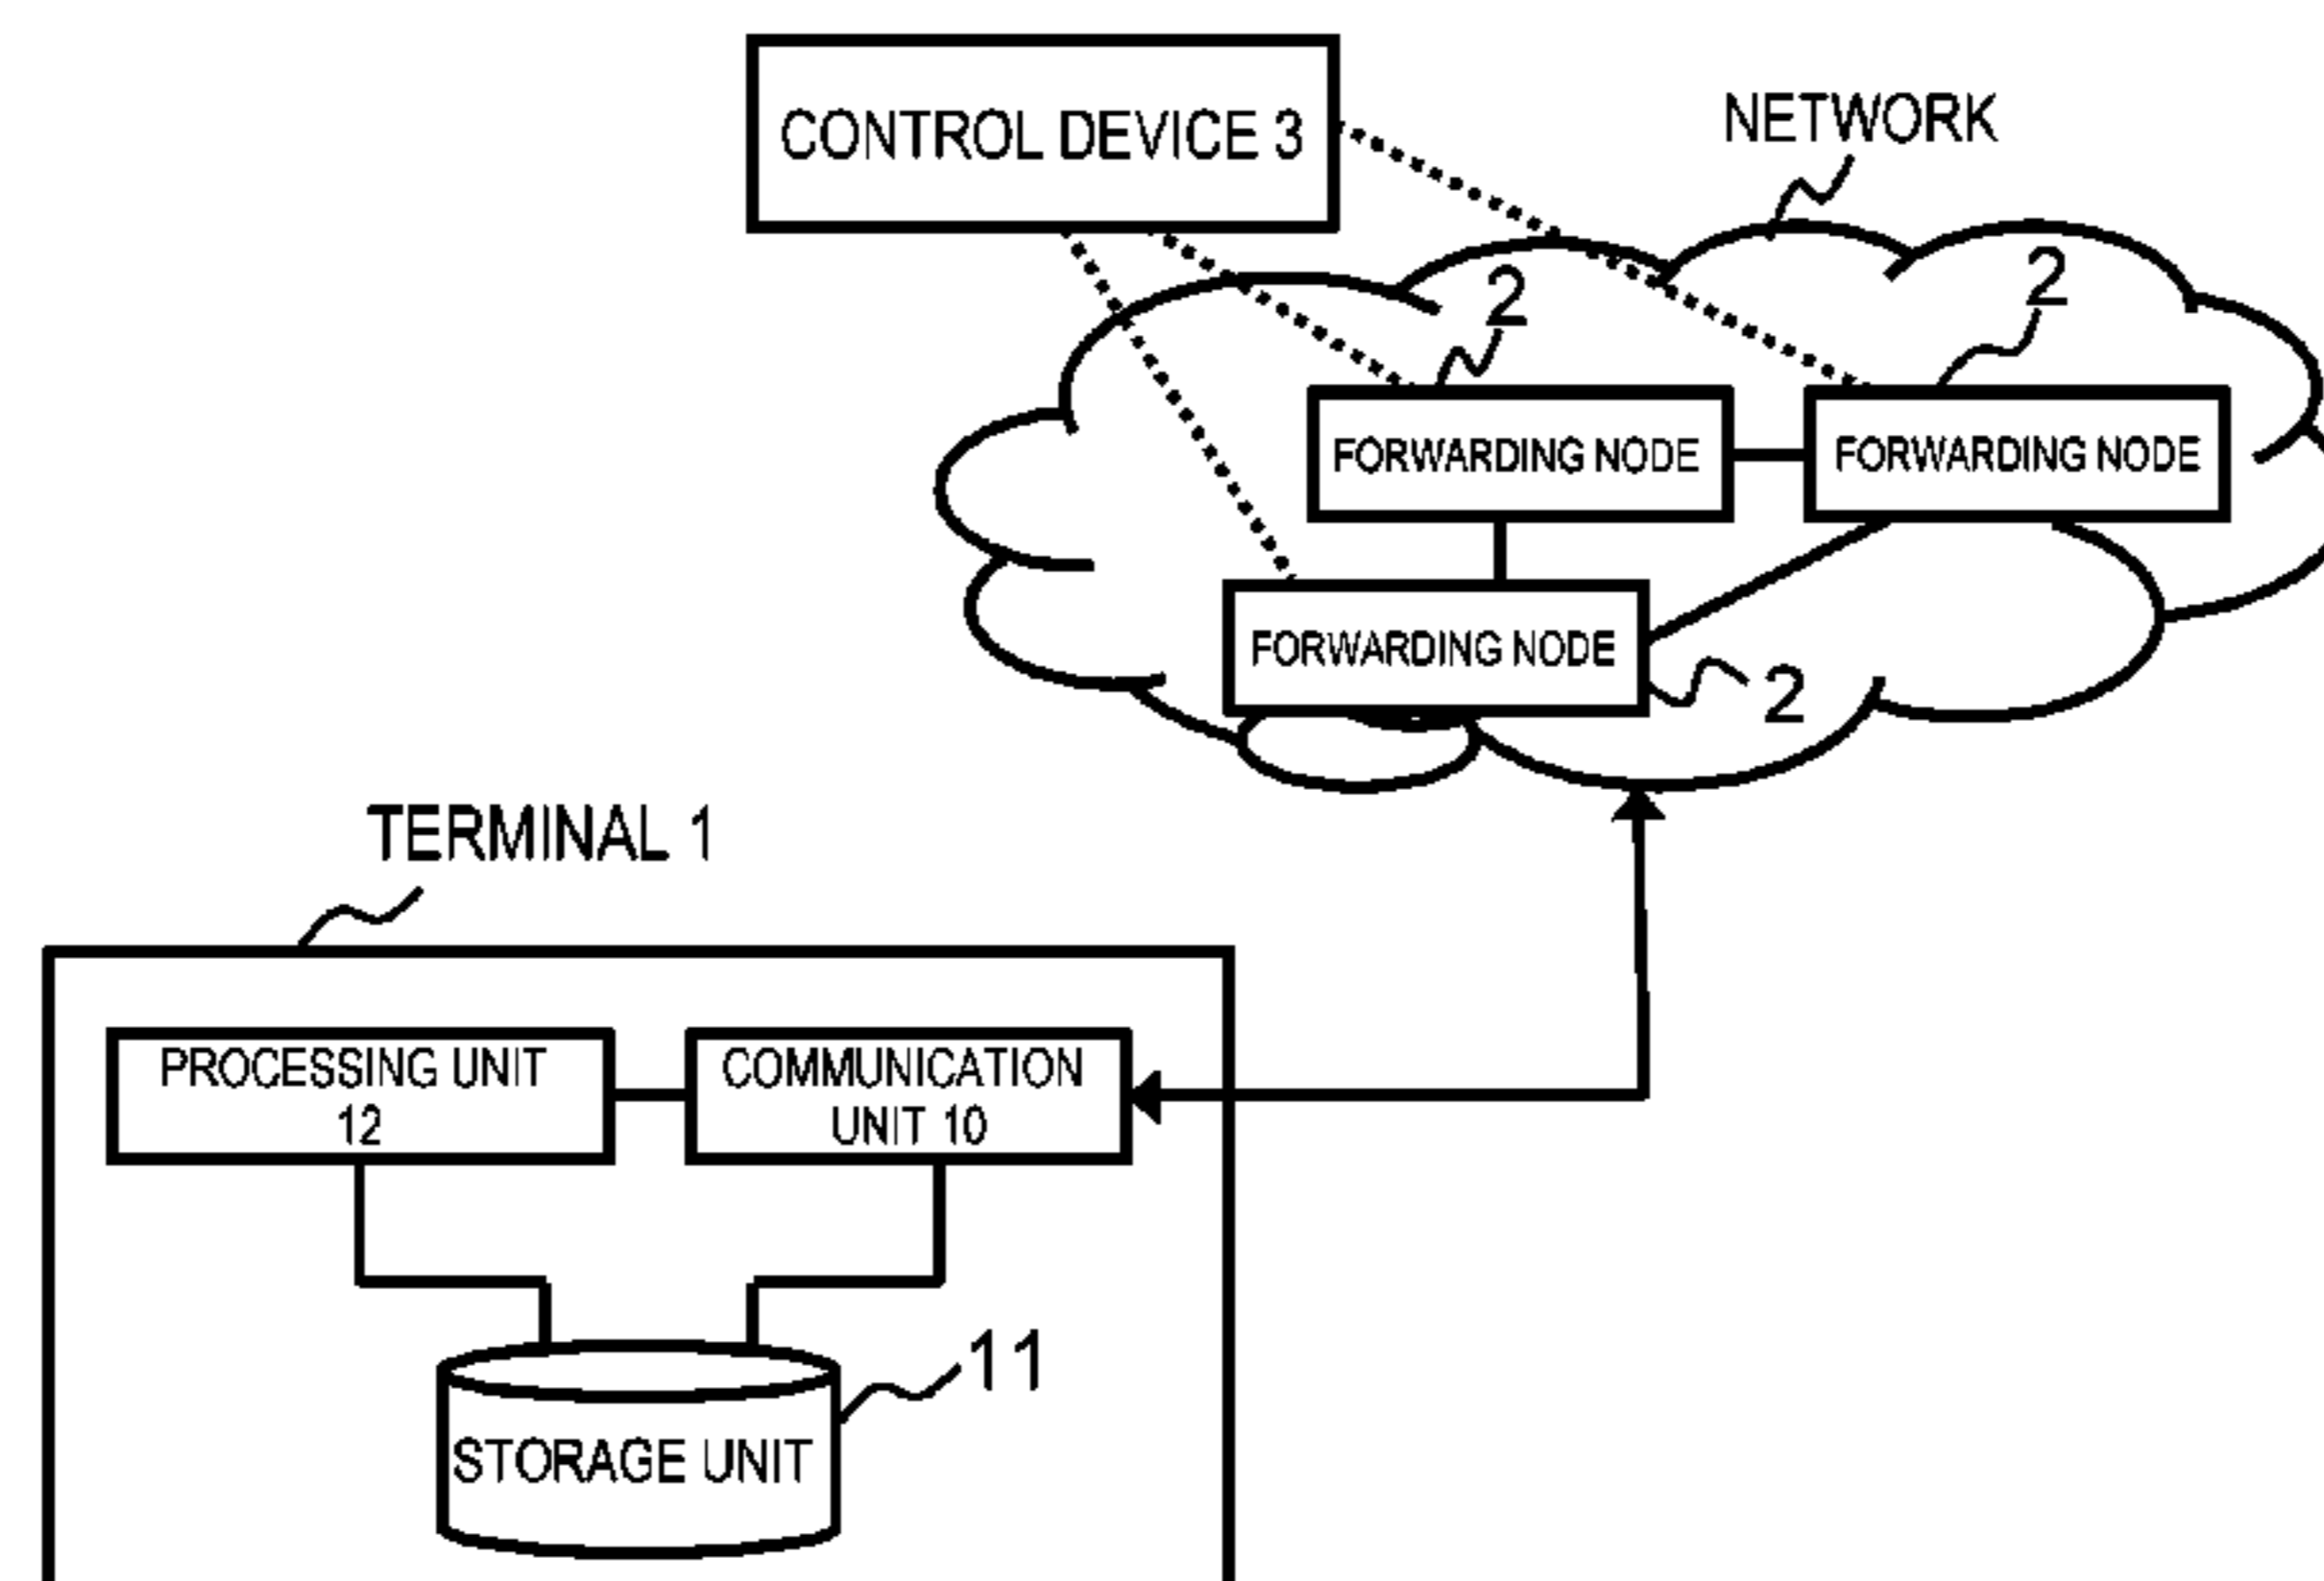 CONTROL DEVICE 3
NETWORK
2
2
FORWARDING NODE
FORWARDING NODE
FORWARDING NODE
2
TERMINAL 1
PROCESSING UNIT
12
COMMUNICATION
UNIT 10
11
STORAGE UNIT